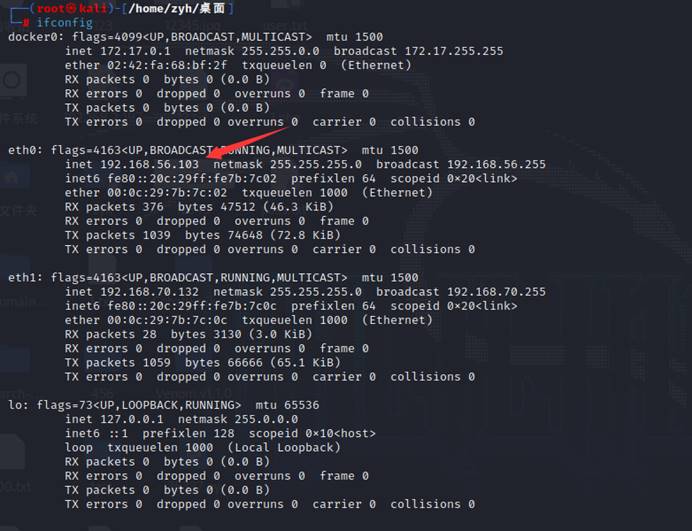 (root㉿kali)-[/home/zyh/桌面]
# ifconfig
docker0: flags=4099<UP,BROADCAST,MULTICAST>  mtu 1500
inet 172.17.0.1  netmask 255.255.0.0  broadcast 172.17.255.255
ether 02:42:fa:68:bf:2f  txqueuelen 0  (Ethernet)
RX packets 0  bytes 0 (0.0 B)
RX errors 0  dropped 0  overruns 0  frame 0
TX packets 0  bytes 0 (0.0 B)
TX errors 0  dropped 0 overruns 0  carrier 0  collisions 0
eth0: flags=4163<UP,BROADCAST,RUNNING,MULTICAST>  mtu 1500
inet 192.168.56.103  netmask 255.255.255.0  broadcast 192.168.56.255
inet6 fe80::20c:29ff:fe7b:7c02  prefixlen 64  scopeid 0×20<link>
ether 00:0c:29:7b:7c:02  txqueuelen 1000  (Ethernet)
RX packets 376  bytes 47512 (46.3 KiB)
RX errors 0  dropped 0  overruns 0  frame 0
TX packets 1039  bytes 74648 (72.8 KiB)
TX errors 0  dropped 0 overruns 0  carrier 0  collisions 0
eth1: flags=4163<UP,BROADCAST,RUNNING,MULTICAST>  mtu 1500
inet 192.168.70.132  netmask 255.255.255.0  broadcast 192.168.70.255
inet6 fe80::20c:29ff:fe7b:7c0c  prefixlen 64  scopeid 0×20<link>
ether 00:0c:29:7b:7c:0c  txqueuelen 1000  (Ethernet)
RX packets 28  bytes 3130 (3.0 KiB)
RX errors 0  dropped 0  overruns 0  frame 0
TX packets 1059  bytes 66666 (65.1 KiB)
TX errors 0  dropped 0 overruns 0  carrier 0  collisions 0
lo: flags=73<UP,LOOPBACK,RUNNING>  mtu 65536
inet 127.0.0.1  netmask 255.0.0.0
inet6 ::1  prefixlen 128  scopeid 0×10<host>
loop  txqueuelen 1000  (Local Loopback)
RX packets 0  bytes 0 (0.0 B)
RX errors 0  dropped 0  overruns 0  frame 0
TX packets 0  bytes 0 (0.0 B)
TX errors 0  dropped 0 overruns 0  carrier 0  collisions 0